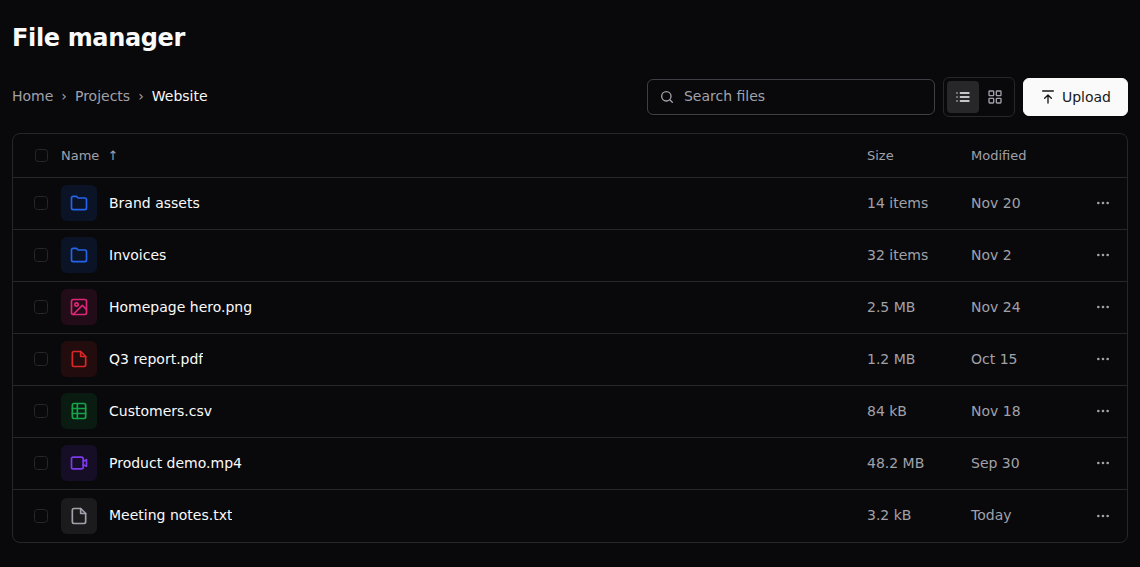 File manager
Home › Projects › Website
Search files
Upload
Name ↑ Size Modified
Brand assets 14 items Nov 20
Invoices 32 items Nov 2
Homepage hero.png 2.5 MB Nov 24
Q3 report.pdf 1.2 MB Oct 15
Customers.csv 84 kB Nov 18
Product demo.mp4 48.2 MB Sep 30
Meeting notes.txt 3.2 kB Today